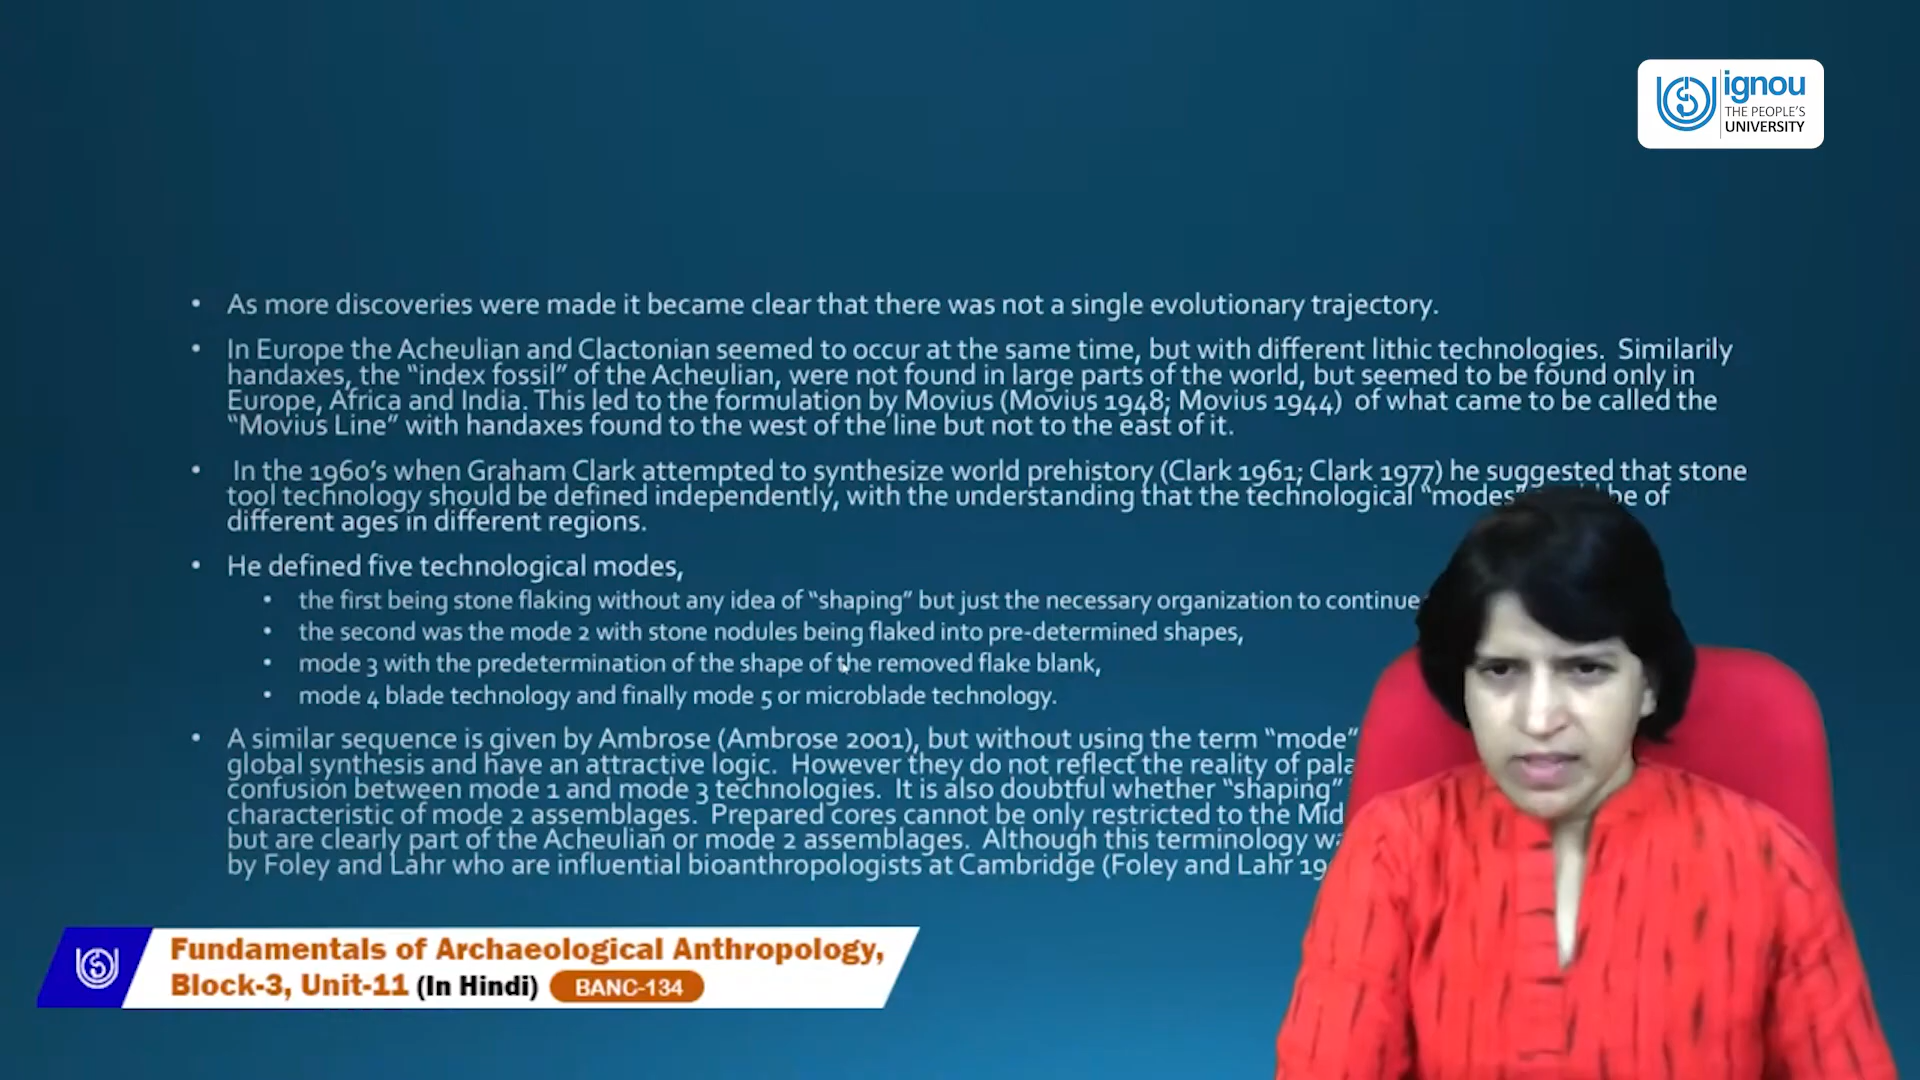 ignou
THE PEOPLE'S
UNIVERSITY
• As more discoveries were made it became clear that there was not a single evolutionary trajectory.
• In Europe the Acheulian and Clactonian seemed to occur at the same time, but with different lithic technologies. Similarily
handaxes, the “index fossil” of the Acheulian, were not found in large parts of the world, but seemed to be found only in
Europe, Africa and India. This led to the formulation by Movius (Movius 1948; Movius 1944) of what came to be called the
“Movius Line” with handaxes found to the west of the line but not to the east of it.
• In the 1960’s when Graham Clark attempted to synthesize world prehistory (Clark 1961; Clark 1977) he suggested that stone
tool technology should be defined independently, with the understanding that the technological “modes” be of
different ages in different regions.
• He defined five technological modes,
• the first being stone flaking without any idea of “shaping” but just the necessary organization to continue
• the second was the mode 2 with stone nodules being flaked into pre-determined shapes,
• mode 3 with the predetermination of the shape of the removed flake blank,
• mode 4 blade technology and finally mode 5 or microblade technology.
• A similar sequence is given by Ambrose (Ambrose 2001), but without using the term “mode”
global synthesis and have an attractive logic. However they do not reflect the reality of
confusion between mode 1 and mode 3 technologies. It is also doubtful whether “shaping”
characteristic of mode 2 assemblages. Prepared cores cannot be only restricted to the
but are clearly part of the Acheulian or mode 2 assemblages. Although this terminology
by Foley and Lahr who are influential bioanthropologists at Cambridge (Foley and Lahr
Fundamentals of Archaeological Anthropology,
Block-3, Unit-11 (In Hindi) BANC-134